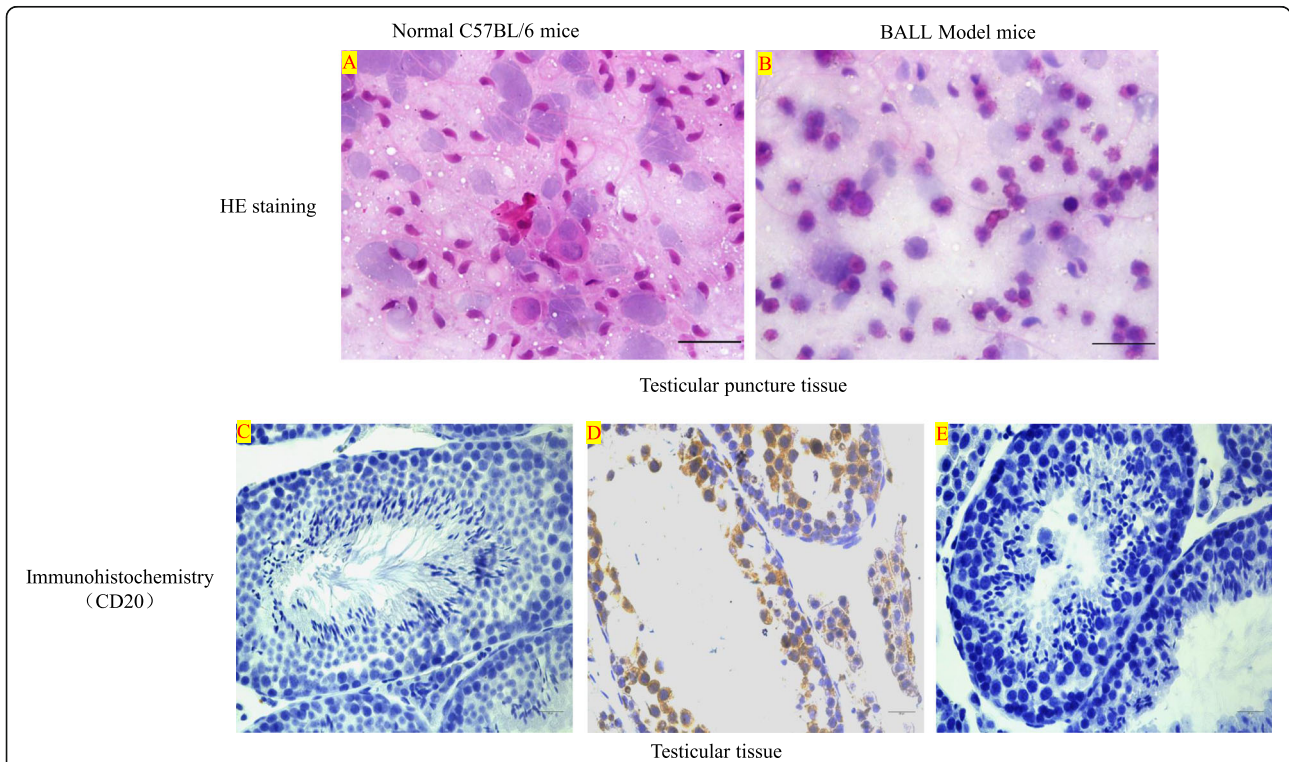 Normal C57BL/6 mice
BALL Model mice
A
B
HE staining
Testicular puncture tissue
C
D
E
Immunohistochemistry
（CD20）
Testicular tissue